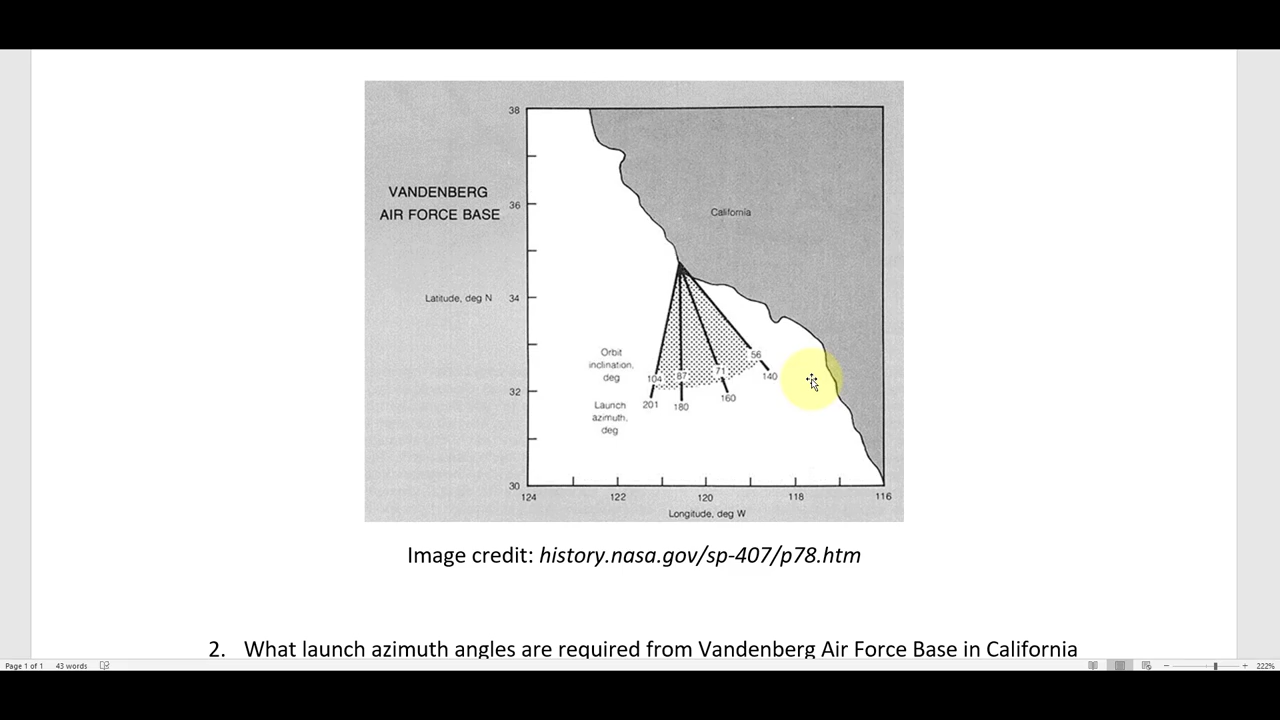 38
VANDENBERG
AIR FORCE BASE
36
California
Latitude, deg N
34
Orbit
inclination,
deg
104
87
71
56
32
Launch
azimuth,
deg
201
180
160
140
30
124
122
120
118
116
Longitude, deg W
Image credit: history.nasa.gov/sp-407/p78.htm
2. What launch azimuth angles are required from Vandenberg Air Force Base in California
Page 1 of 1 43 words
222%